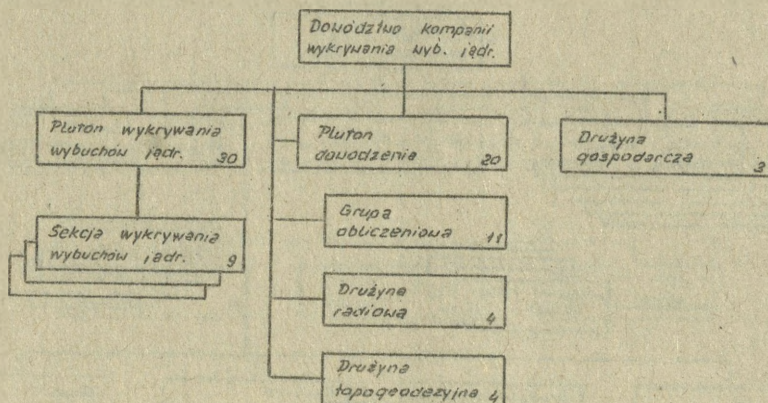 Dowództwo kompanii
wykrywania wyb. jądr.
Pluton wykrywania
wybuchów jądr. 30
Pluton
dowodzenia 20
Drużyna
gospodarcza 3
Sekcja wykrywania
wybuchów jądr. 9
Grupa
obliczeniowa 11
Drużyna
radiowa 4
Drużyna
topogeodezyjna 4